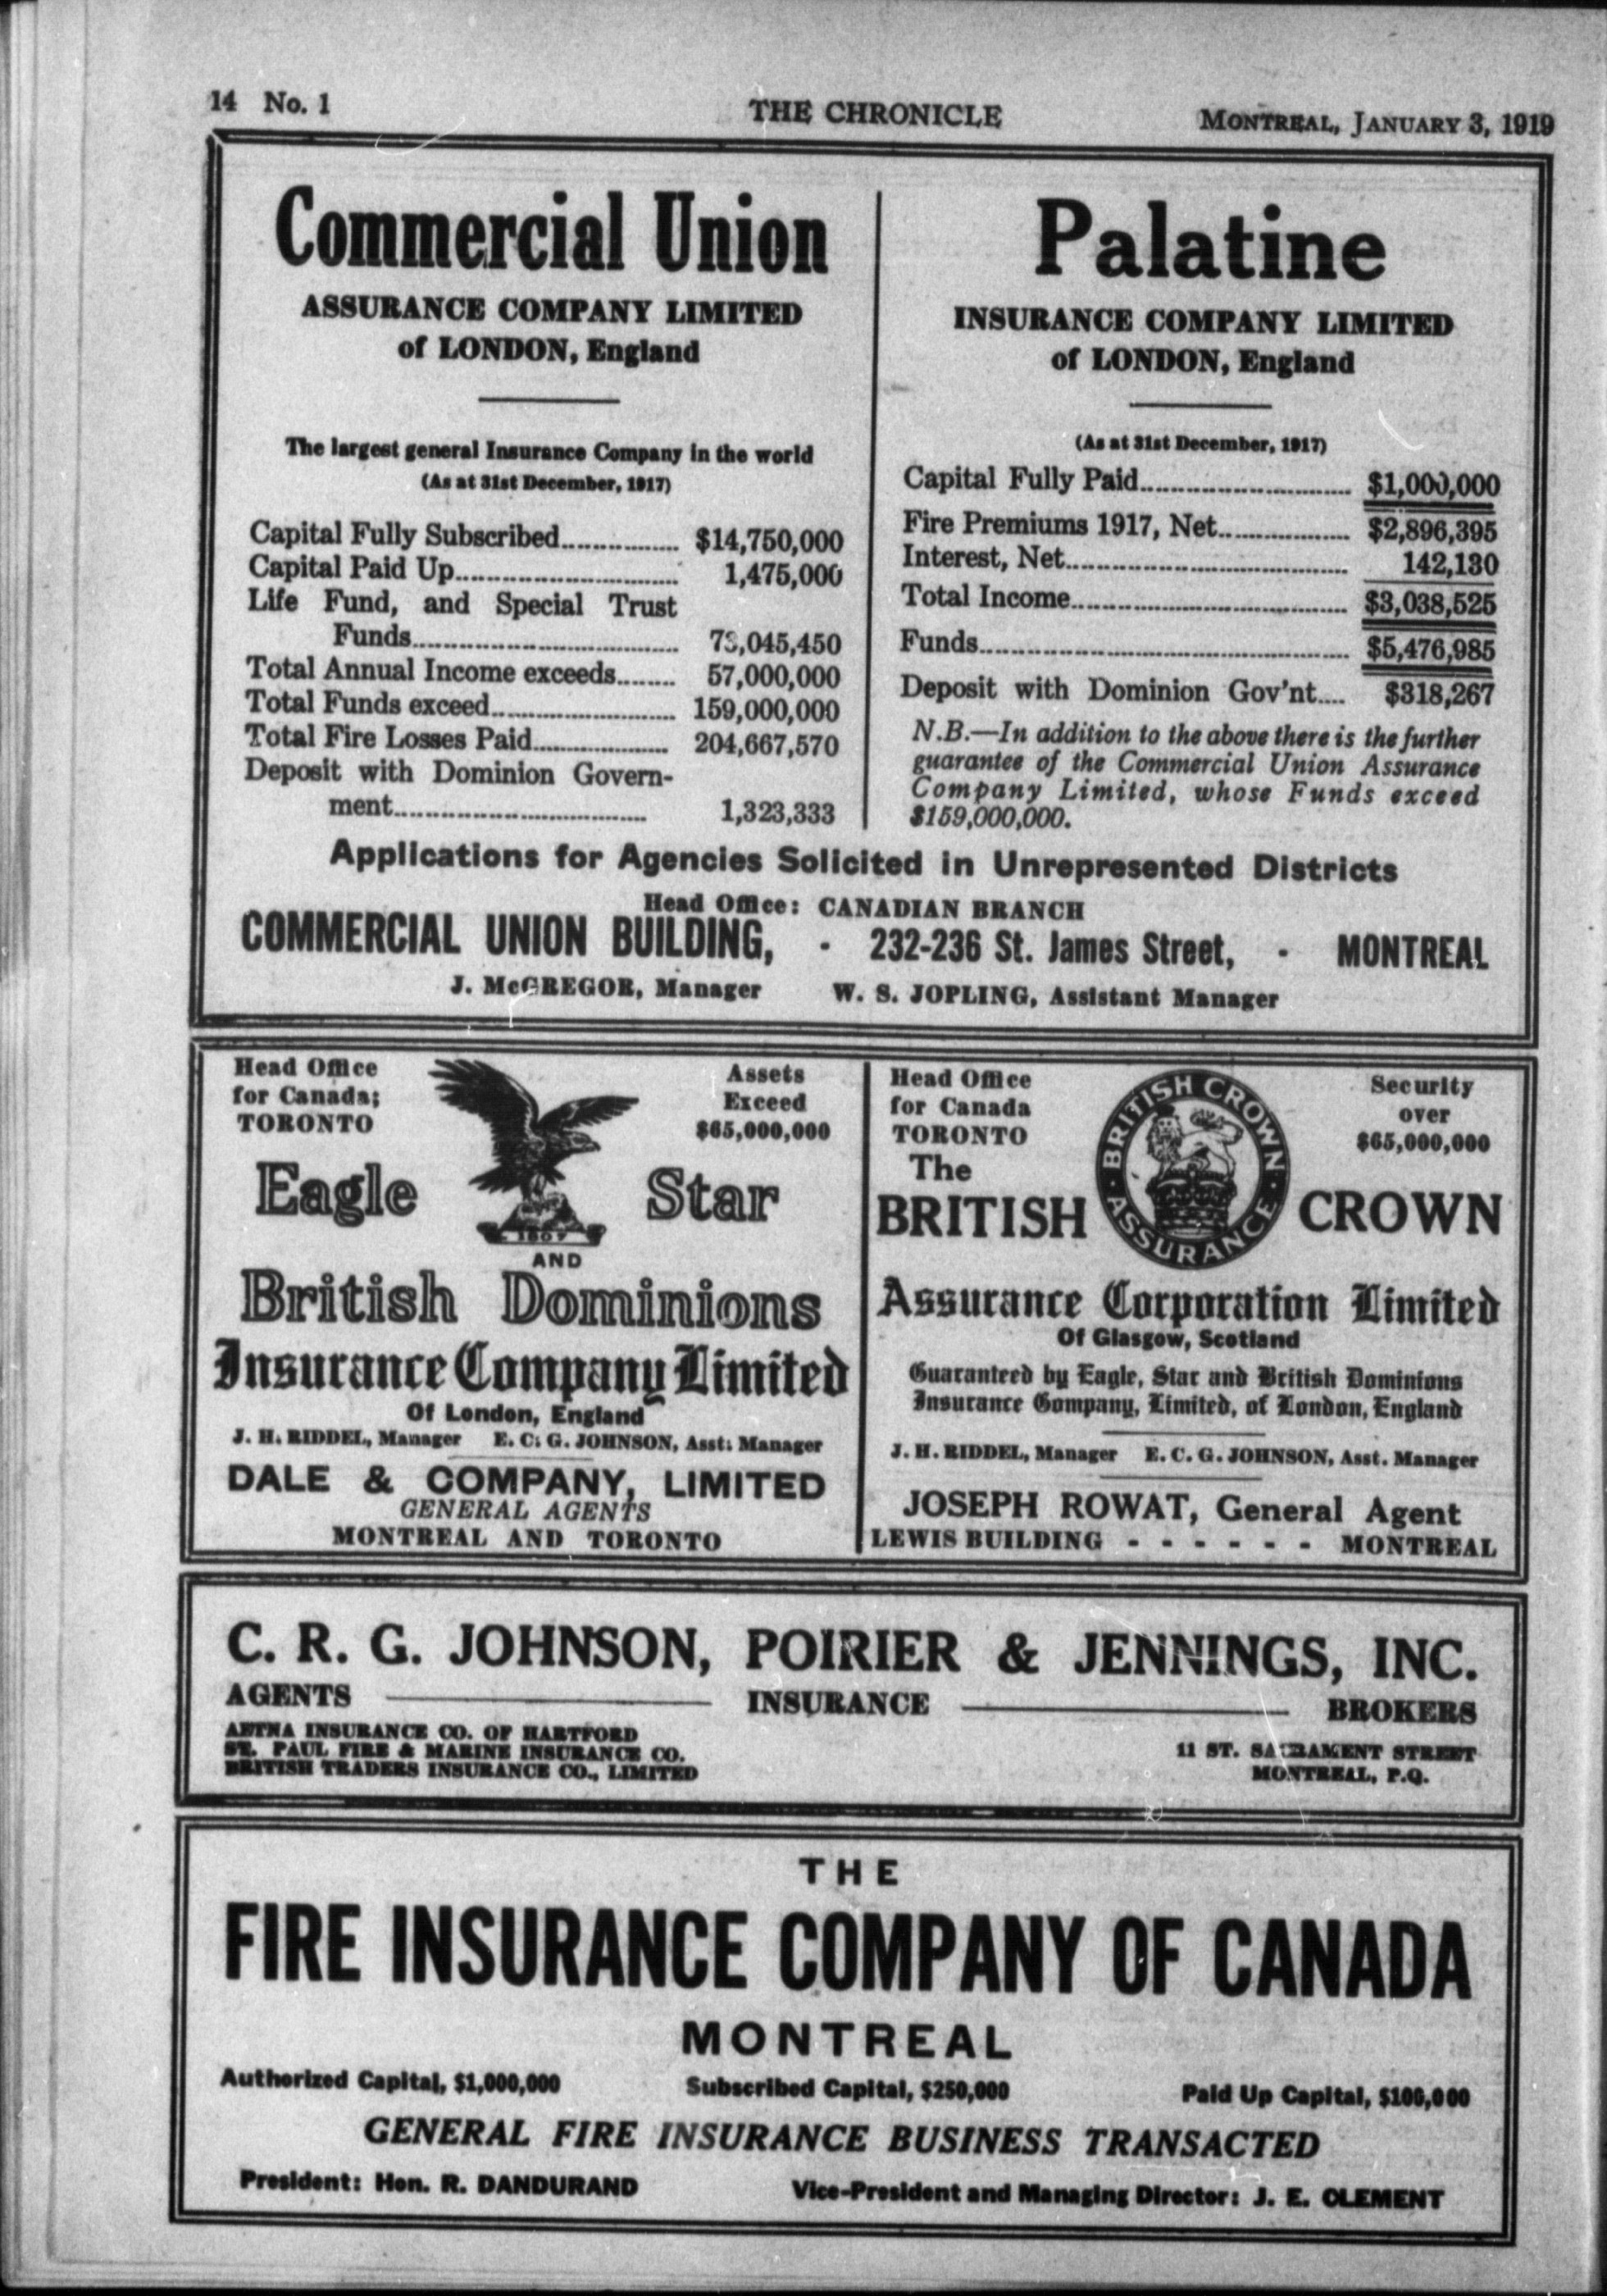 14 No. 1
THE CHRONICLE
MONTREAL, JANUARY 3, 1919
Commercial Union
ASSURANCE COMPANY LIMITED
of LONDON, England
The largest general Insurance Company in the world
(As at 31st December, 1917)
Capital Fully Subscribed................ $14,750,000
Capital Paid Up............................ 1,475,000
Life Fund, and Special Trust
Funds.................................. 73,045,450
Total Annual Income exceeds........ 57,000,000
Total Funds exceed........................ 159,000,000
Total Fire Losses Paid.................. 204,667,570
Deposit with Dominion Govern-
ment................................ 1,323,333
Palatine
INSURANCE COMPANY LIMITED
of LONDON, England
(As at 31st December, 1917)
Capital Fully Paid........................... $1,000,000
Fire Premiums 1917, Net................. $2,896,395
Interest, Net.................................... 142,130
Total Income................................... $3,038,525
Funds............................................... $5,476,985
Deposit with Dominion Gov'nt.... $318,267
N.B.—In addition to the above there is the further
guarantee of the Commercial Union Assurance
Company Limited, whose Funds exceed
$159,000,000.
Applications for Agencies Solicited in Unrepresented Districts
Head Office: CANADIAN BRANCH
COMMERCIAL UNION BUILDING, - 232-236 St. James Street, - MONTREAL
J. McGREGOR, Manager W. S. JOPLING, Assistant Manager
Head Office
for Canada;
TORONTO
Assets
Exceed
$65,000,000
Eagle Star
1807
AND
British Dominions
Insurance Company Limited
Of London, England
J. H. RIDDEL, Manager E. C. G. JOHNSON, Asst. Manager
DALE & COMPANY, LIMITED
GENERAL AGENTS
MONTREAL AND TORONTO
Head Office
for Canada
TORONTO
BRITISH CROWN ASSURANCE
Security
over
$65,000,000
The
BRITISH CROWN
Assurance Corporation Limited
Of Glasgow, Scotland
Guaranteed by Eagle, Star and British Dominions
Insurance Company, Limited, of London, England
J. H. RIDDEL, Manager E. C. G. JOHNSON, Asst. Manager
JOSEPH ROWAT, General Agent
LEWIS BUILDING - - - - - - MONTREAL
C. R. G. JOHNSON, POIRIER & JENNINGS, INC.
AGENTS INSURANCE BROKERS
AETNA INSURANCE CO. OF HARTFORD
ST. PAUL FIRE & MARINE INSURANCE CO.
BRITISH TRADERS INSURANCE CO., LIMITED
11 ST. SACRAMENT STREET
MONTREAL, P.Q.
THE
FIRE INSURANCE COMPANY OF CANADA
MONTREAL
Authorized Capital, $1,000,000 Subscribed Capital, $250,000 Paid Up Capital, $100,000
GENERAL FIRE INSURANCE BUSINESS TRANSACTED
President: Hon. R. DANDURAND Vice-President and Managing Director: J. E. CLEMENT